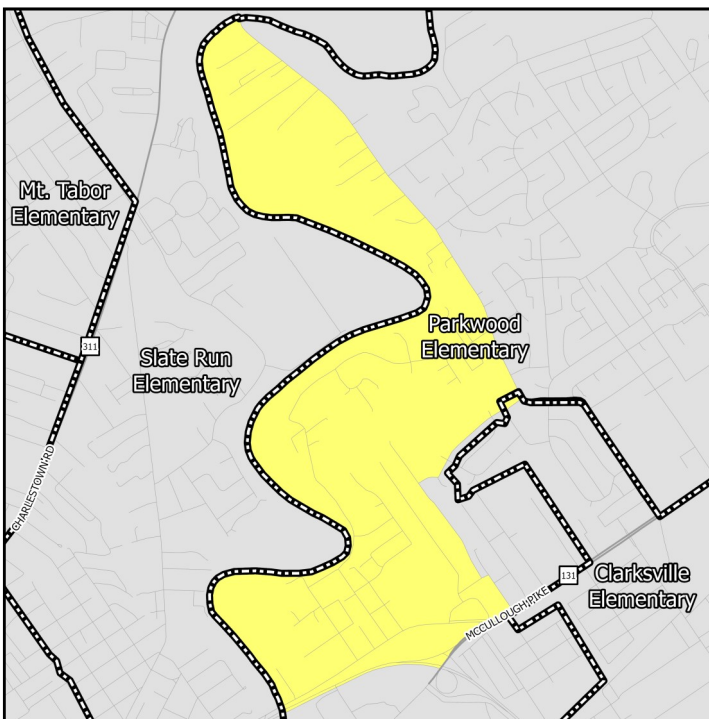 Mt. Tabor
Elementary
311
Slate Run
Elementary
Parkwood
Elementary
CHARLESTOWN RD
131
Clarksville
Elementary
MCCULLOUGH PIKE